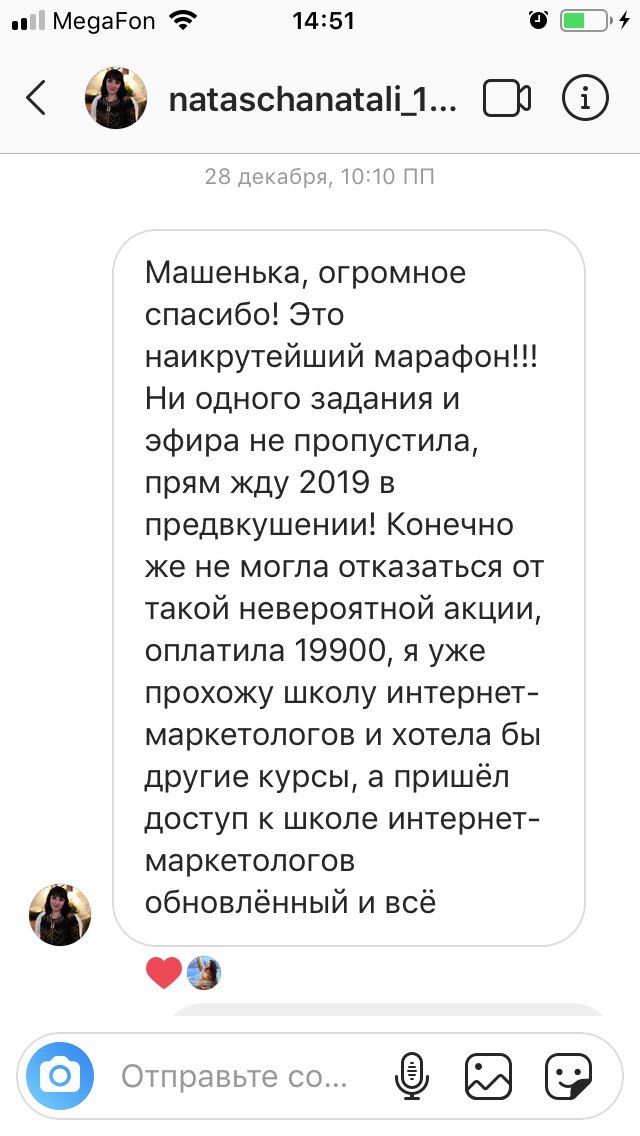 MegaFon 14:51
nataschanatali_1...
28 декабря, 10:10 ПП
Машенька, огромное
спасибо! Это
наикрутейший марафон!!!
Ни одного задания и
эфира не пропустила,
прям жду 2019 в
предвкушении! Конечно
же не могла отказаться от
такой невероятной акции,
оплатила 19900, я уже
прохожу школу интернет-
маркетологов и хотела бы
другие курсы, а пришёл
доступ к школе интернет-
маркетологов
обновлённый и всё
Отправьте со...